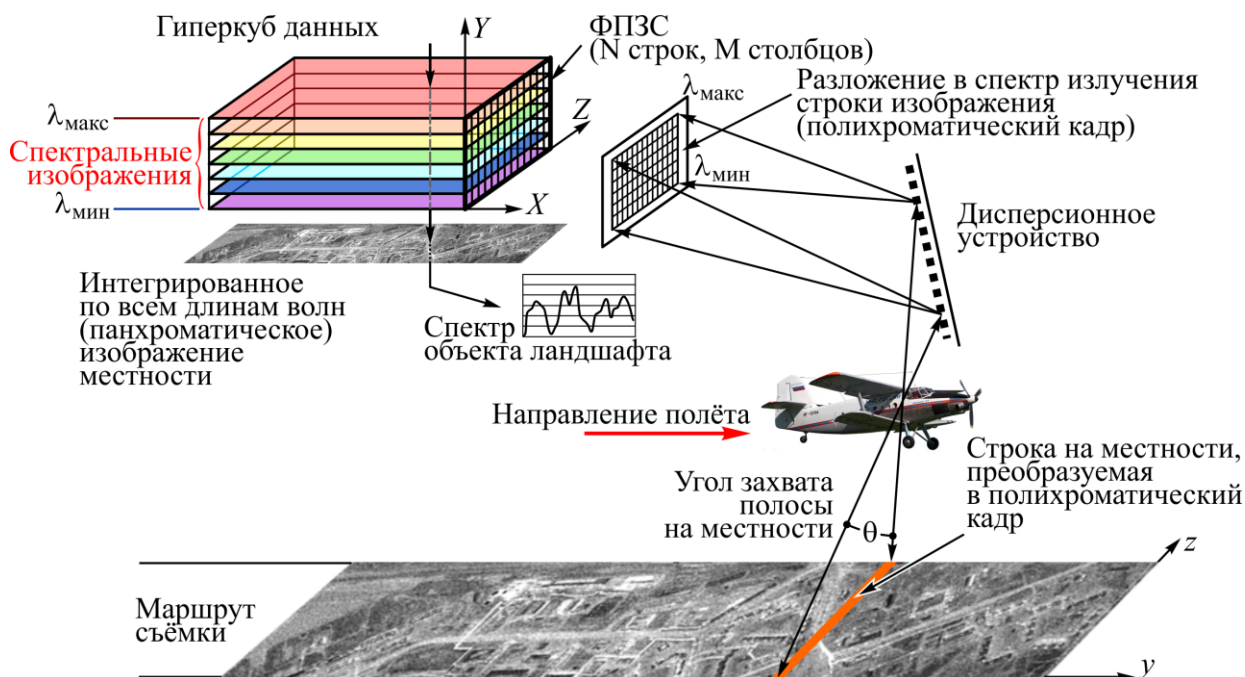 Гиперкуб данных
Y
ФПЗС
(N строк, M столбцов)
Z
λмакс
Разложение в спектр излучения
строки изображения
(полихроматический кадр)
λмакс
Спектральные
изображения
λмин
X
λмин
Дисперсионное
устройство
Интегрированное
по всем длинам волн
(панхроматическое)
изображение
местности
Спектр
объекта ландшафта
Направление полёта
Строка на местности,
преобразуемая
в полихроматический
кадр
Угол захвата
полосы
на местности
θ
z
Маршрут
съёмки
y